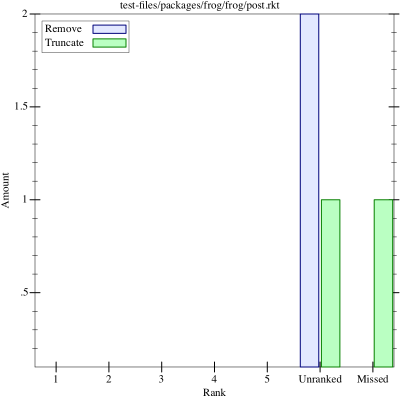 test-files/packages/frog/frog/post.rkt
2
Remove
Truncate
1.5
Amount
1
.5
1 2 3 4 5 Unranked Missed
Rank